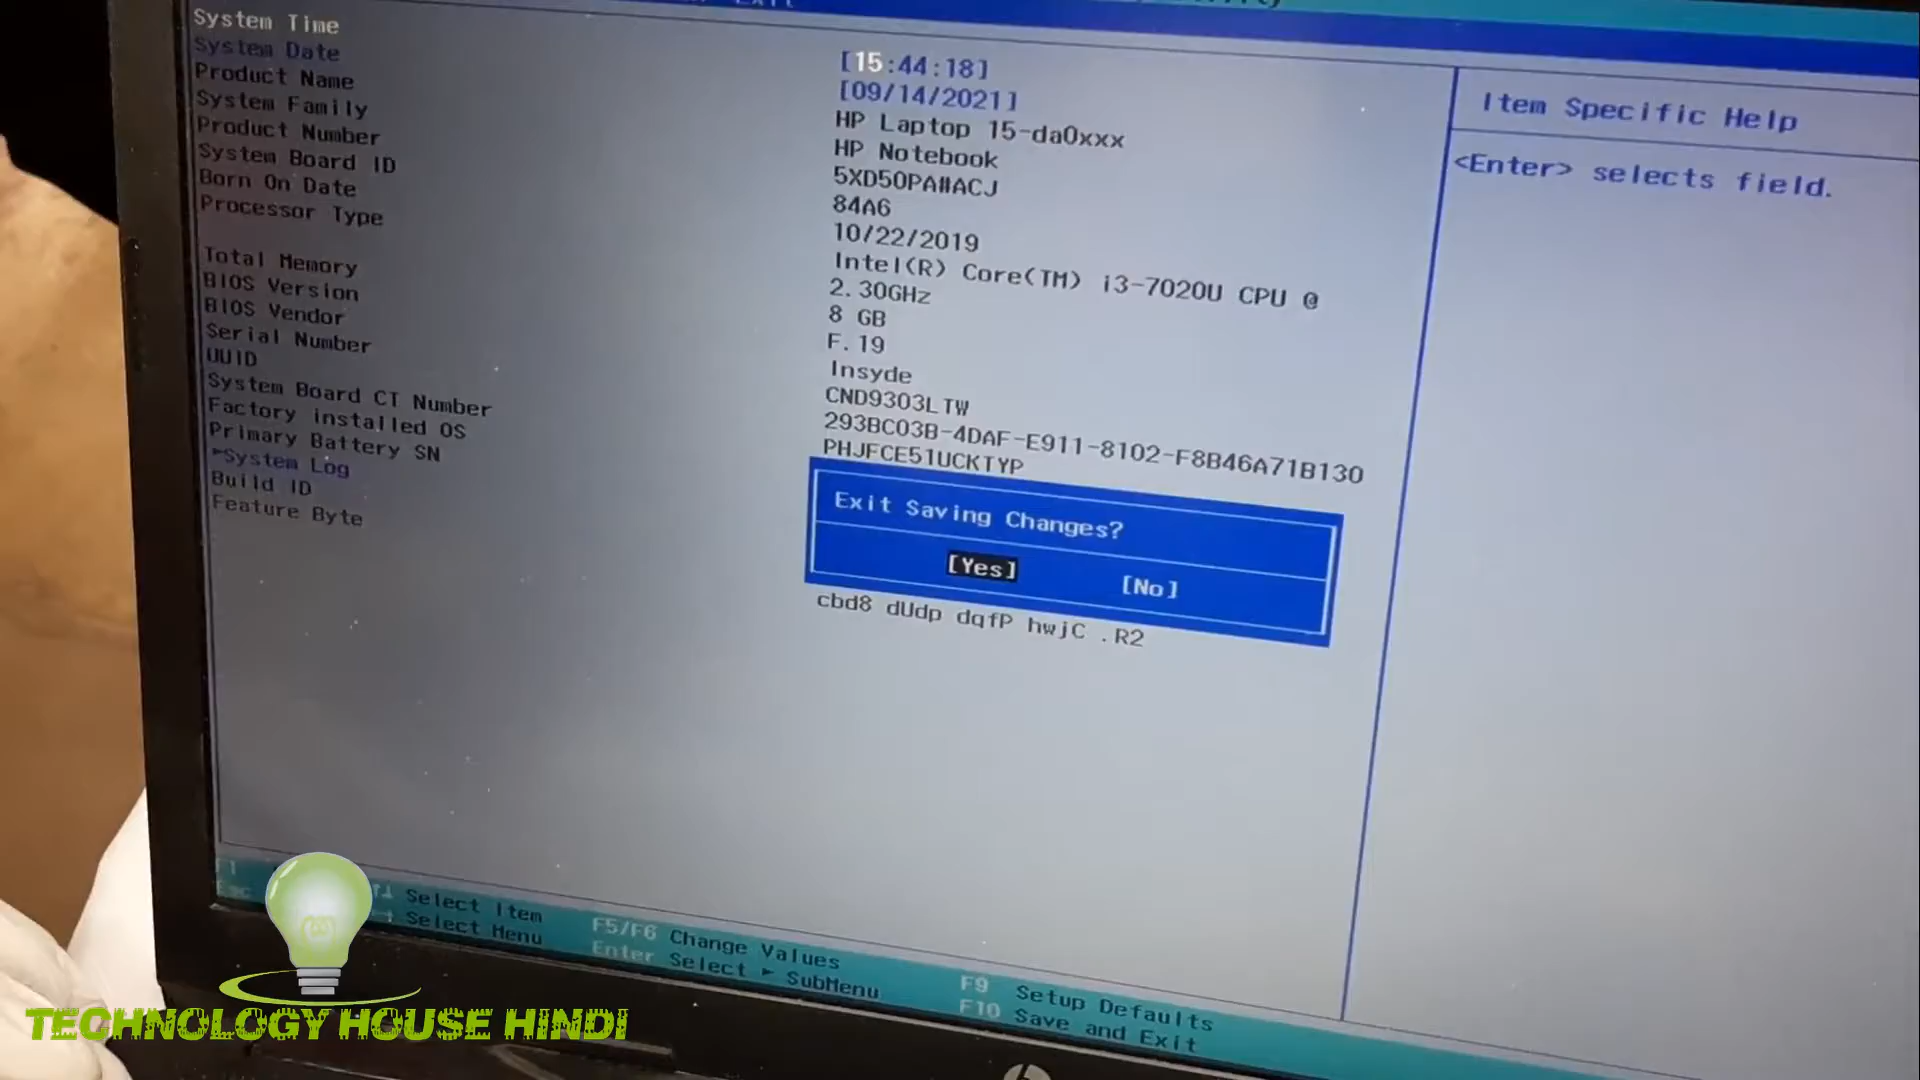 Exit
System Time
[15:44:18]
System Date
[09/14/2021]
Product Name
HP Laptop 15-da0xxx
System Family
HP Notebook
Product Number
5XD50PA#ACJ
System Board ID
84A6
Born On Date
10/22/2019
Processor Type
Intel(R) Core(TM) i3-7020U CPU @
2.30GHz
Total Memory
8 GB
BIOS Version
F.19
BIOS Vendor
Insyde
Serial Number
CND9303LTW
UUID
293BC03B-4DAF-E911-8102-F8B46A71B130
System Board CT Number
PHJFCE51UCKTYP
Factory installed OS
Primary Battery SN
►System Log
Build ID
Feature Byte
cbd8 dUdp dqfP hwjC .R2
Exit Saving Changes?
[Yes] [No]
Item Specific Help
<Enter> selects field.
F1
Esc
↑↓ Select Item
Select Menu
F5/F6 Change Values
Enter Select ► SubMenu
F9 Setup Defaults
F10 Save and Exit
TECHNOLOGY HOUSE HINDI
hp